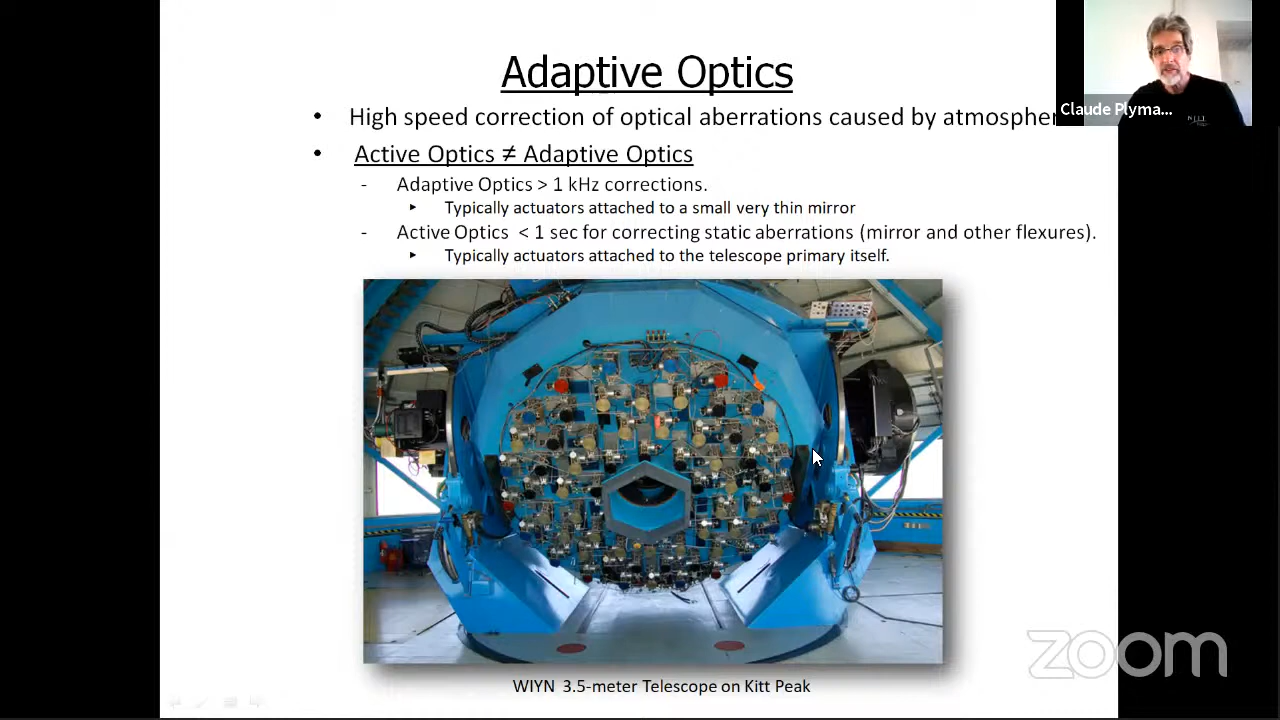 Adaptive Optics
• High speed correction of optical aberrations caused by atmospher
• Active Optics ≠ Adaptive Optics
- Adaptive Optics > 1 kHz corrections.
‣ Typically actuators attached to a small very thin mirror
- Active Optics < 1 sec for correcting static aberrations (mirror and other flexures).
‣ Typically actuators attached to the telescope primary itself.
WIYN 3.5-meter Telescope on Kitt Peak
Claude Plyma...
zoom